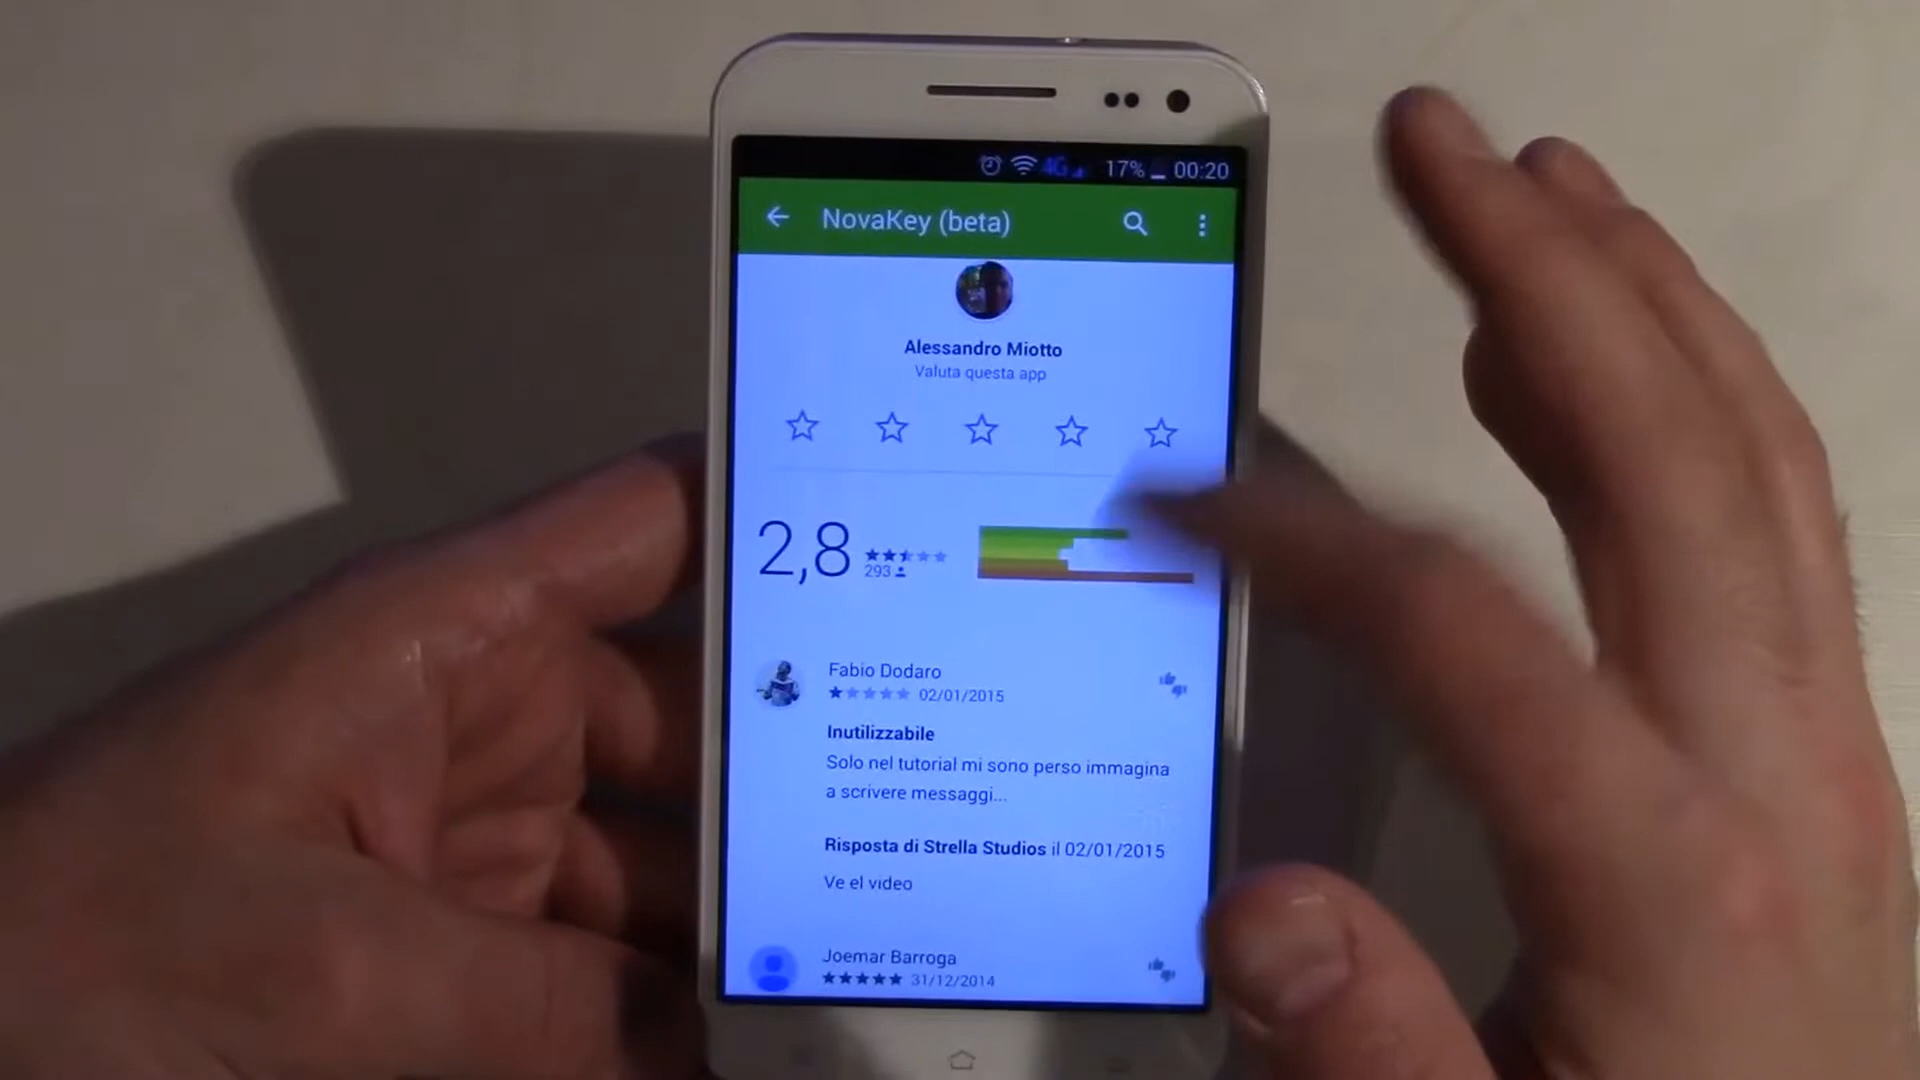 4G 17% 00:20
NovaKey (beta)
Alessandro Miotto
Valuta questa app
2,8
293
Fabio Dodaro
02/01/2015
Inutilizzabile
Solo nel tutorial mi sono perso immagina
a scrivere messaggi...
Risposta di Strella Studios il 02/01/2015
Ve el video
Joemar Barroga
31/12/2014